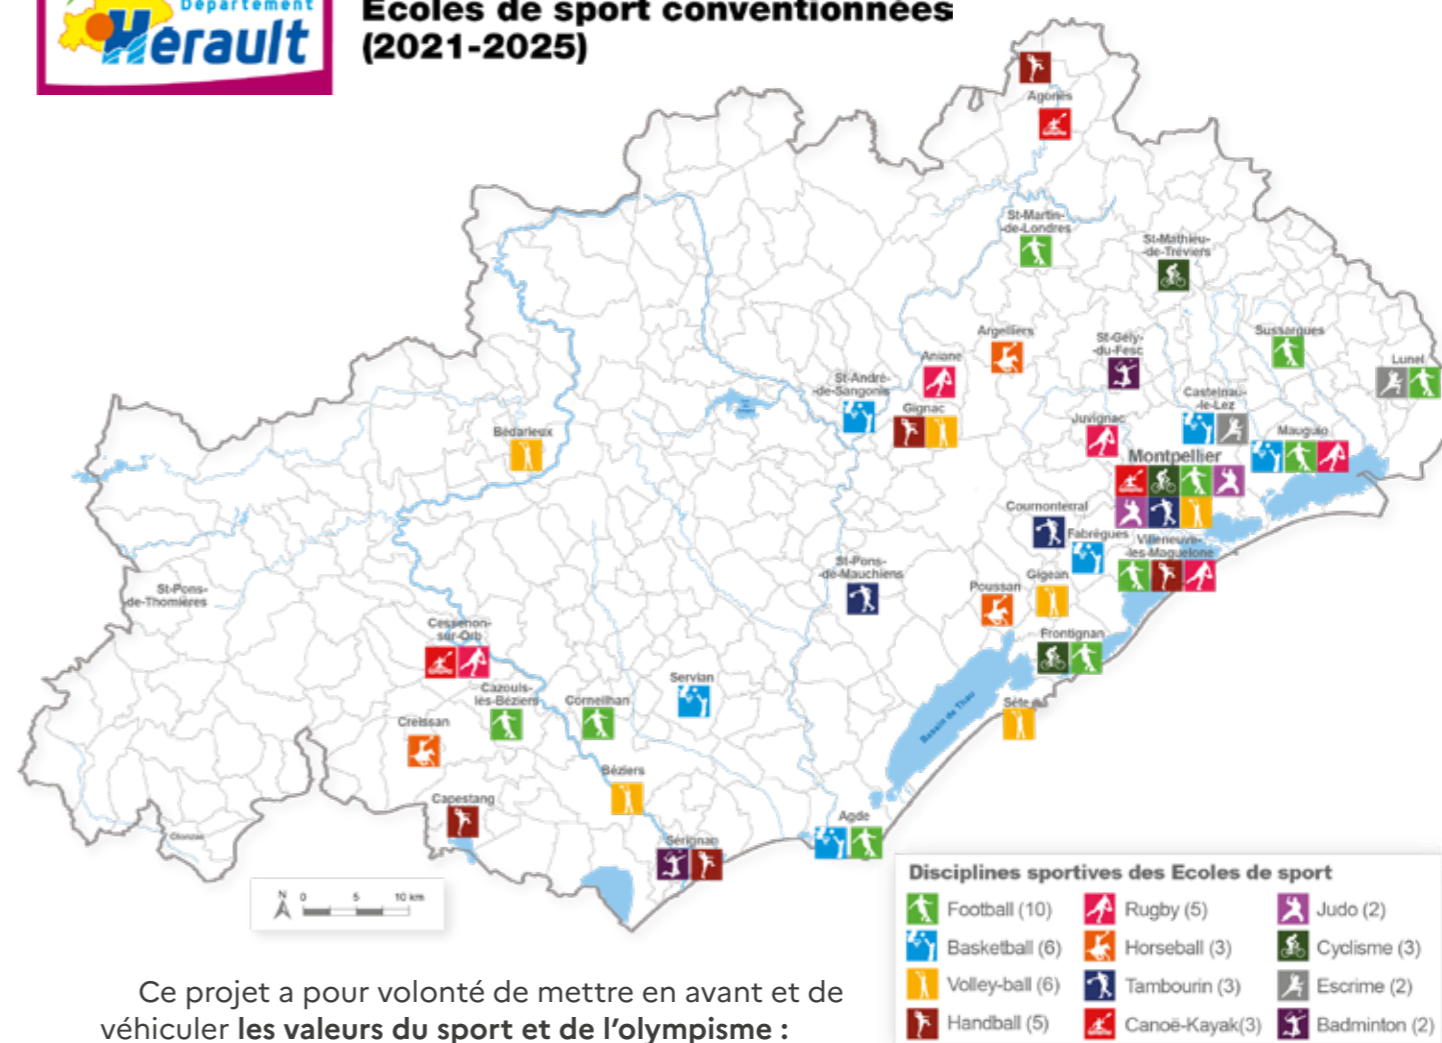 Département
Hérault
Ecoles de sport conventionnées
(2021-2025)
Agonès
St-Martin-
-de-Londres
St-Mathieu-
-de-Tréviers
Argelliers
St-Gély-
-du-Fesc
Sussargues
Lunel
Aniane
St-André-
-de-Sangonis
Gignac
Castelnau-
-le-Lez
Juvignac
Mauguio
Montpellier
Bédarieux
Cournonterral
Fabrègues
Villeneuve-
-les-Maguelone
St-Pons-
-de-Mauchiens
Gigean
Poussan
St-Pons-
-de-Thomières
Frontignan
Cessenon-
sur-Orb
Servian
Cazouls-
lès-Béziers
Corneilhan
Sète
Bassin de Thau
Creissan
Béziers
Capestang
Agde
Olonzac
Sérignan
N 0 5 10 km
Disciplines sportives des Ecoles de sport
Football (10) Rugby (5) Judo (2)
Basketball (6) Horseball (3) Cyclisme (3)
Volley-ball (6) Tambourin (3) Escrime (2)
Handball (5) Canoë-Kayak(3) Badminton (2)
Ce projet a pour volonté de mettre en avant et de
véhiculer les valeurs du sport et de l'olympisme :